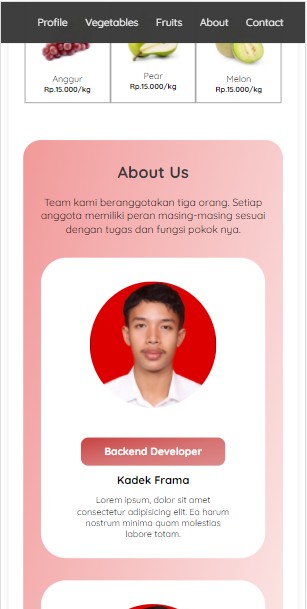 Profile Vegetables Fruits About Contact
Anggur Pear Melon
Rp.15.000/kg Rp.15.000/kg Rp.15.000/kg
About Us
Team kami beranggotakan tiga orang. Setiap
anggota memiliki peran masing-masing sesuai
dengan tugas dan fungsi pokok nya.
Backend Developer
Kadek Frama
Lorem ipsum, dolor sit amet
consectetur adipisicing elit. Ea harum
nostrum minima quam molestias
labore totam.